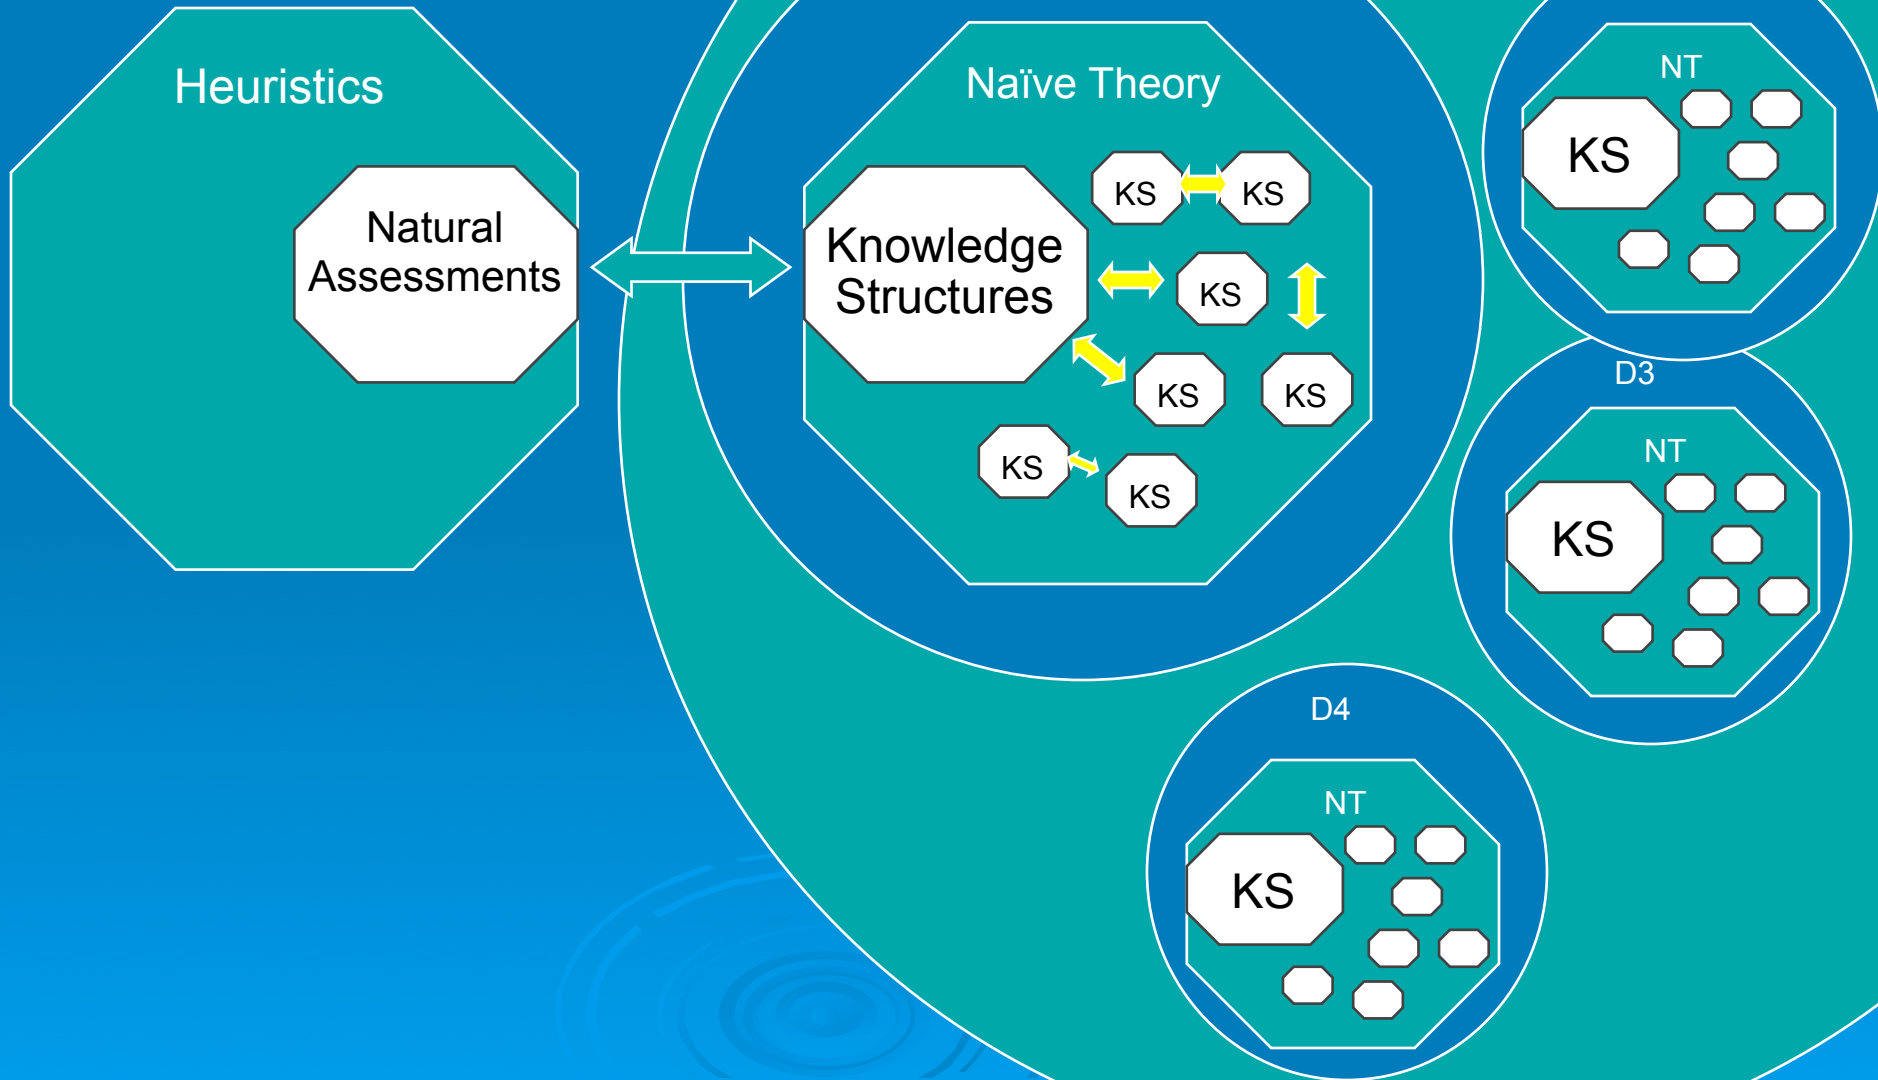 Heuristics
Natural
Assessments
Naïve Theory
Knowledge
Structures
KS
KS
KS
KS
KS
KS
KS
NT
KS
D3
NT
KS
D4
NT
KS